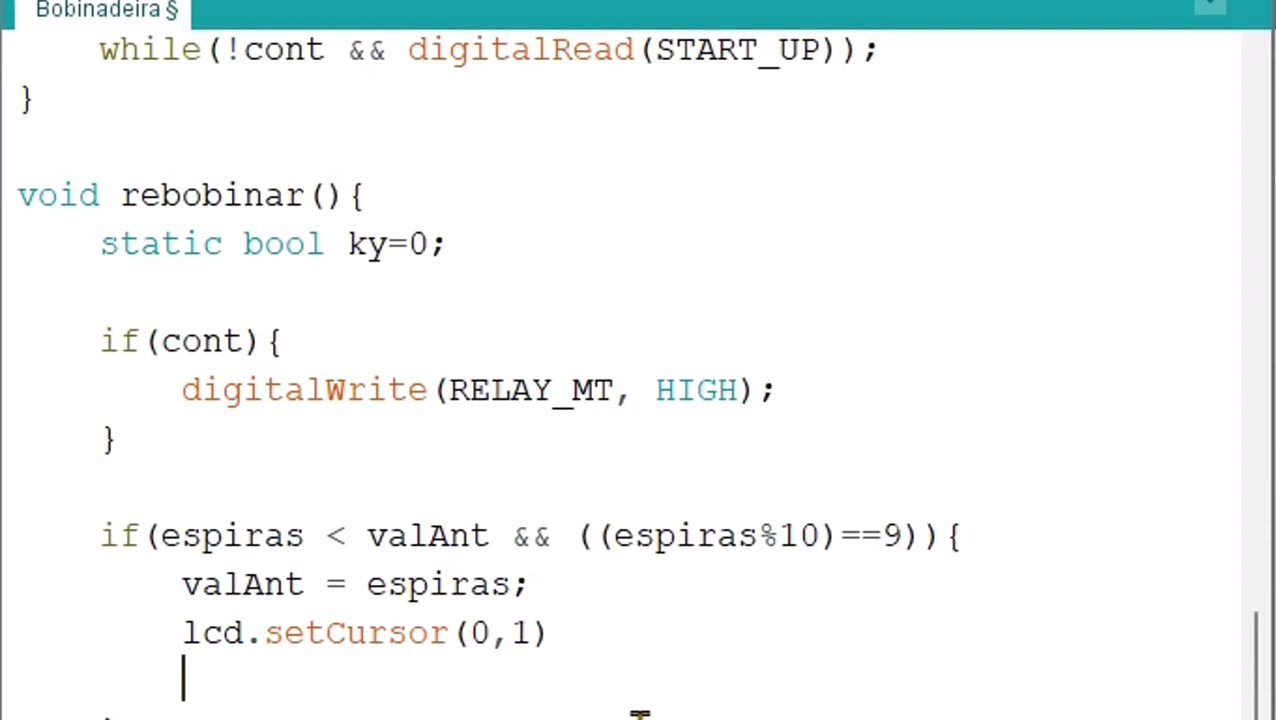 Bobinadeira §
while(!cont && digitalRead(START_UP));
}
void rebobinar(){
static bool ky=0;
if(cont){
digitalWrite(RELAY_MT, HIGH);
}
if(espiras < valAnt && ((espiras%10)==9)){
valAnt = espiras;
lcd.setCursor(0,1)